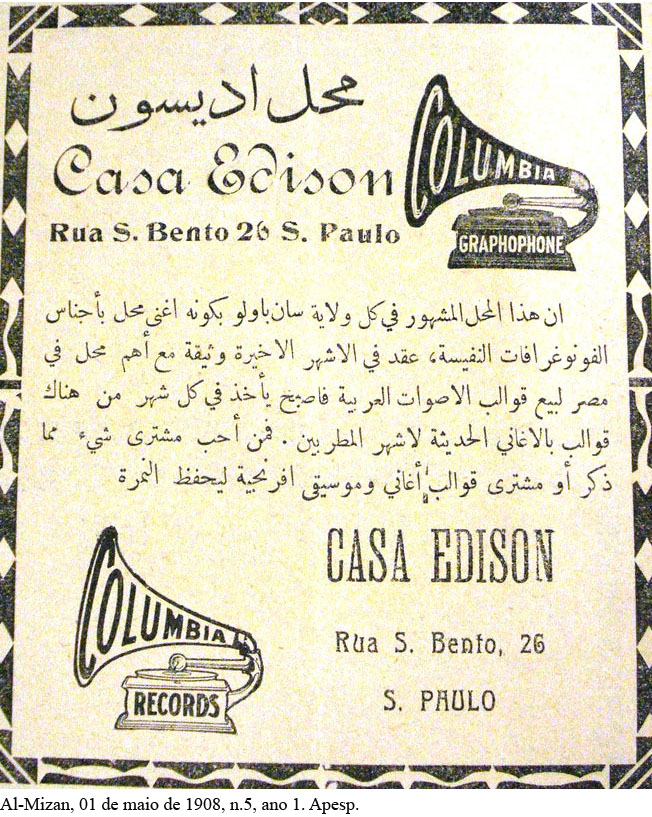 محل اديسون
Casa Edison
Rua S. Bento 26 S. Paulo
COLUMBIA
GRAPHOPHONE
ان هذا المحل المشهور في كل ولاية سان باولو بكونه اغنى محل بأجناس
الفونوغرافات النفيسة، عقد في الاشهر الاخيرة وثيقة مع أهم محل في
مصر لبيع قوالب الاصوات العربية فاصبح يأخذ في كل شهر من هناك
قوالب بالاغاني الحديثة لاشهر المطربين . فمن أحب مشترى شيء مما
ذكر أو مشترى قوالب أغاني وموسيقى افرنجية ليحفظ النمرة
COLUMBIA
RECORDS
CASA EDISON
Rua S. Bento, 26
S. PAULO
Al-Mizan, 01 de maio de 1908, n.5, ano 1. Apesp.